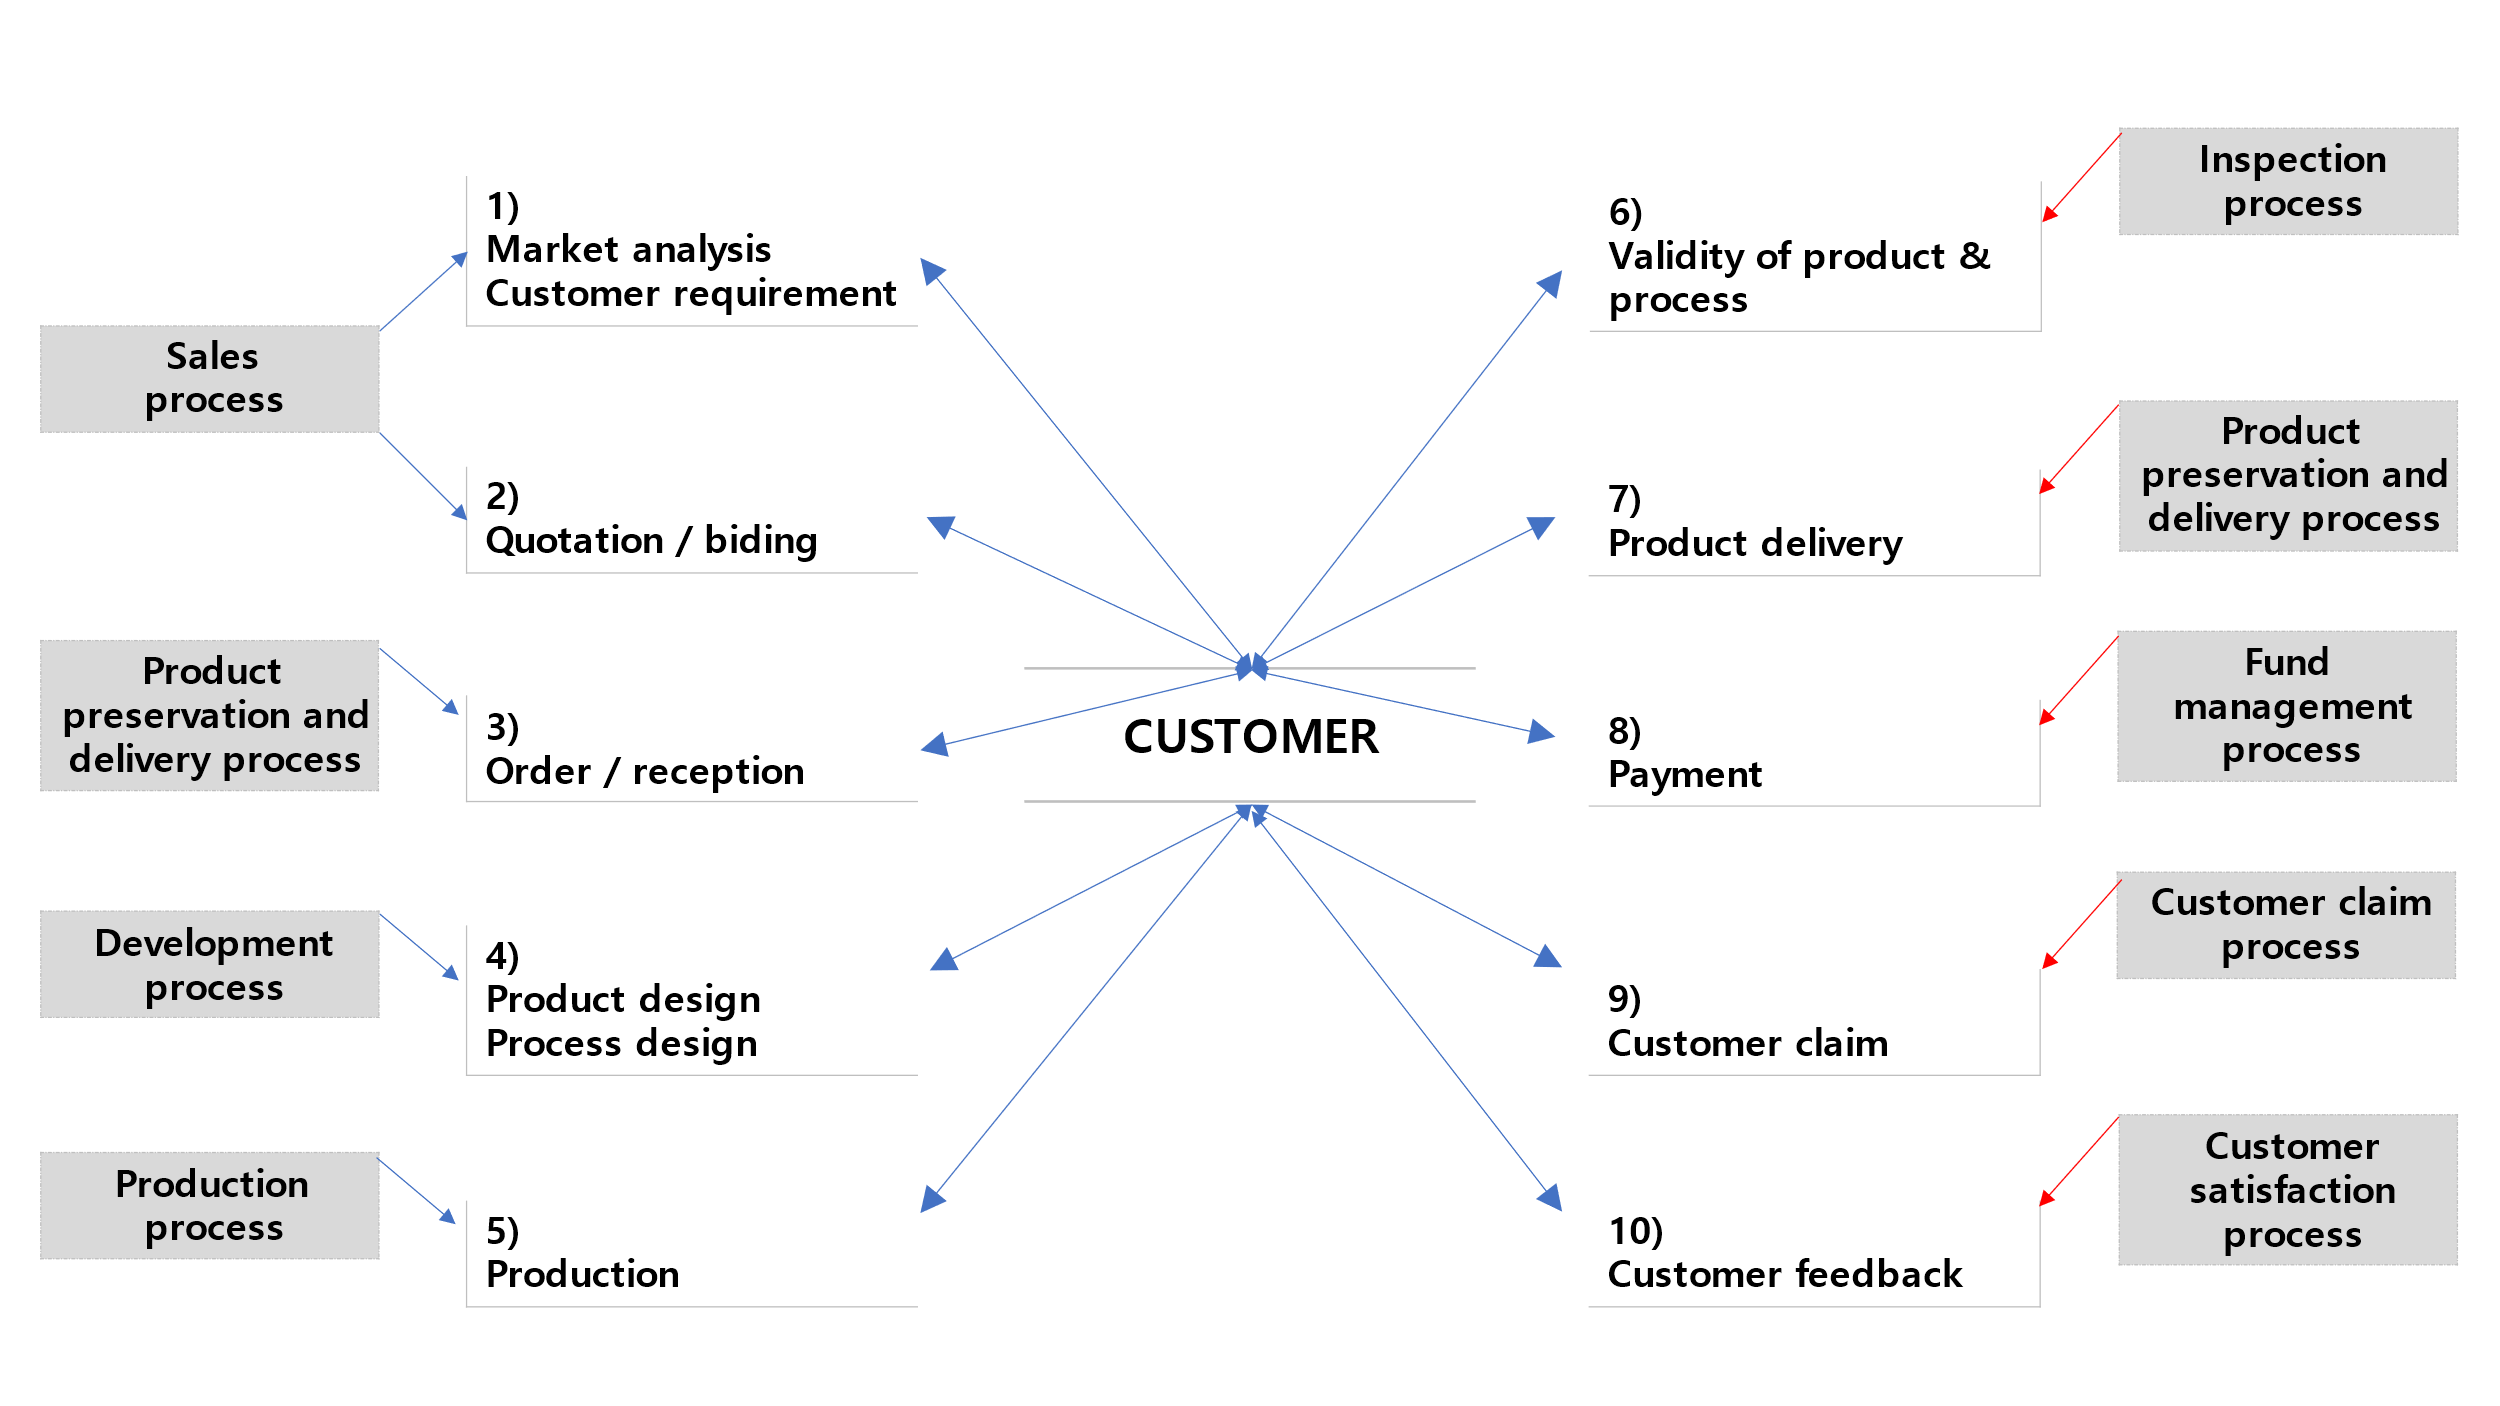 Sales
process
Product
preservation and
delivery process
Development
process
Production
process
1)
Market analysis
Customer requirement
2)
Quotation / biding
3)
Order / reception
4)
Product design
Process design
5)
Production
CUSTOMER
6)
Validity of product &
process
7)
Product delivery
8)
Payment
9)
Customer claim
10)
Customer feedback
Inspection
process
Product
preservation and
delivery process
Fund
management
process
Customer claim
process
Customer
satisfaction
process